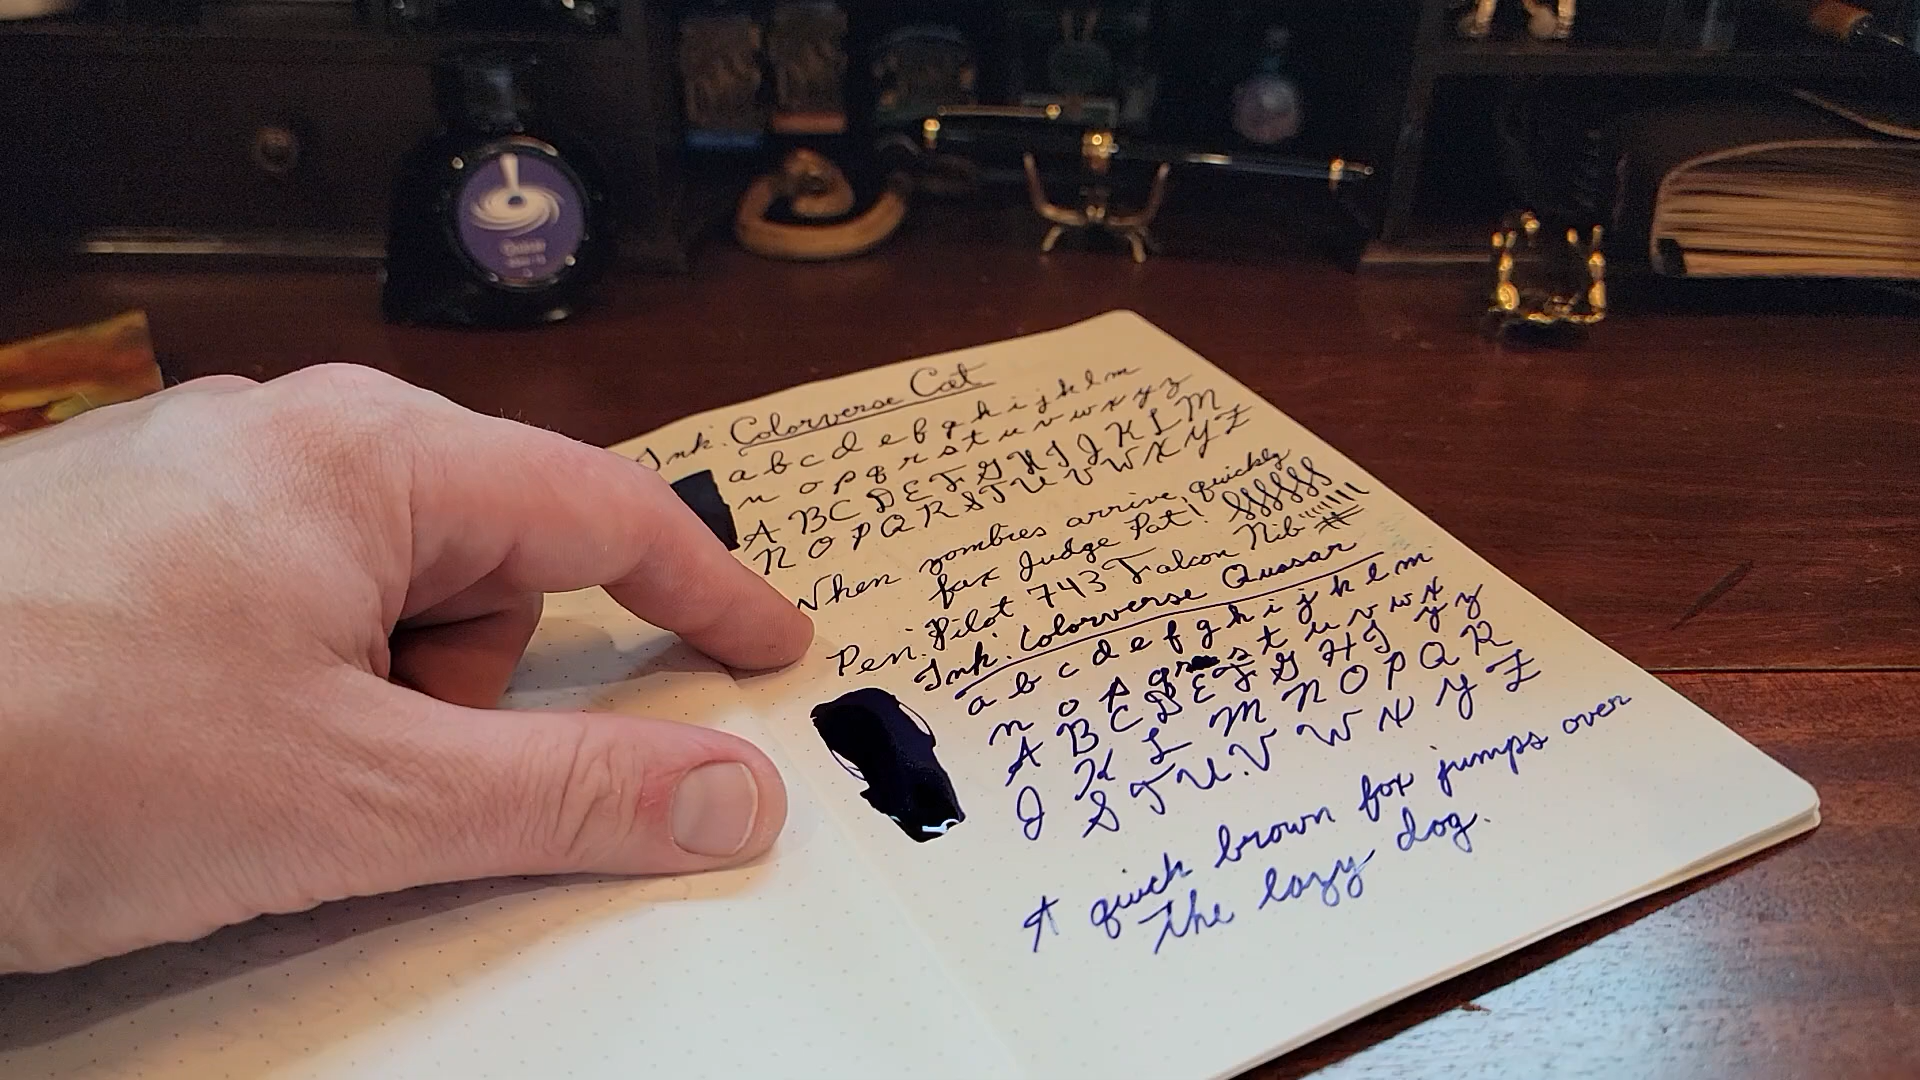 Ink: Colorverse Cat
a b c d e f g h i j k l m
n o p q r s t u v w x y z
A B C D E F G H I J K L M
N O P Q R S T U V W X Y Z
When zombies arrive, quickly
fax Judge Pat!
Pen: Pilot 743 Falcon Nib
Ink: Colorverse Quasar
a b c d e f g h i j k l m
n o p q r s t u v w x y z
A B C D E F G H I
J K L M N O P Q R
S T U V W X Y Z
A quick brown fox jumps over
the lazy dog.